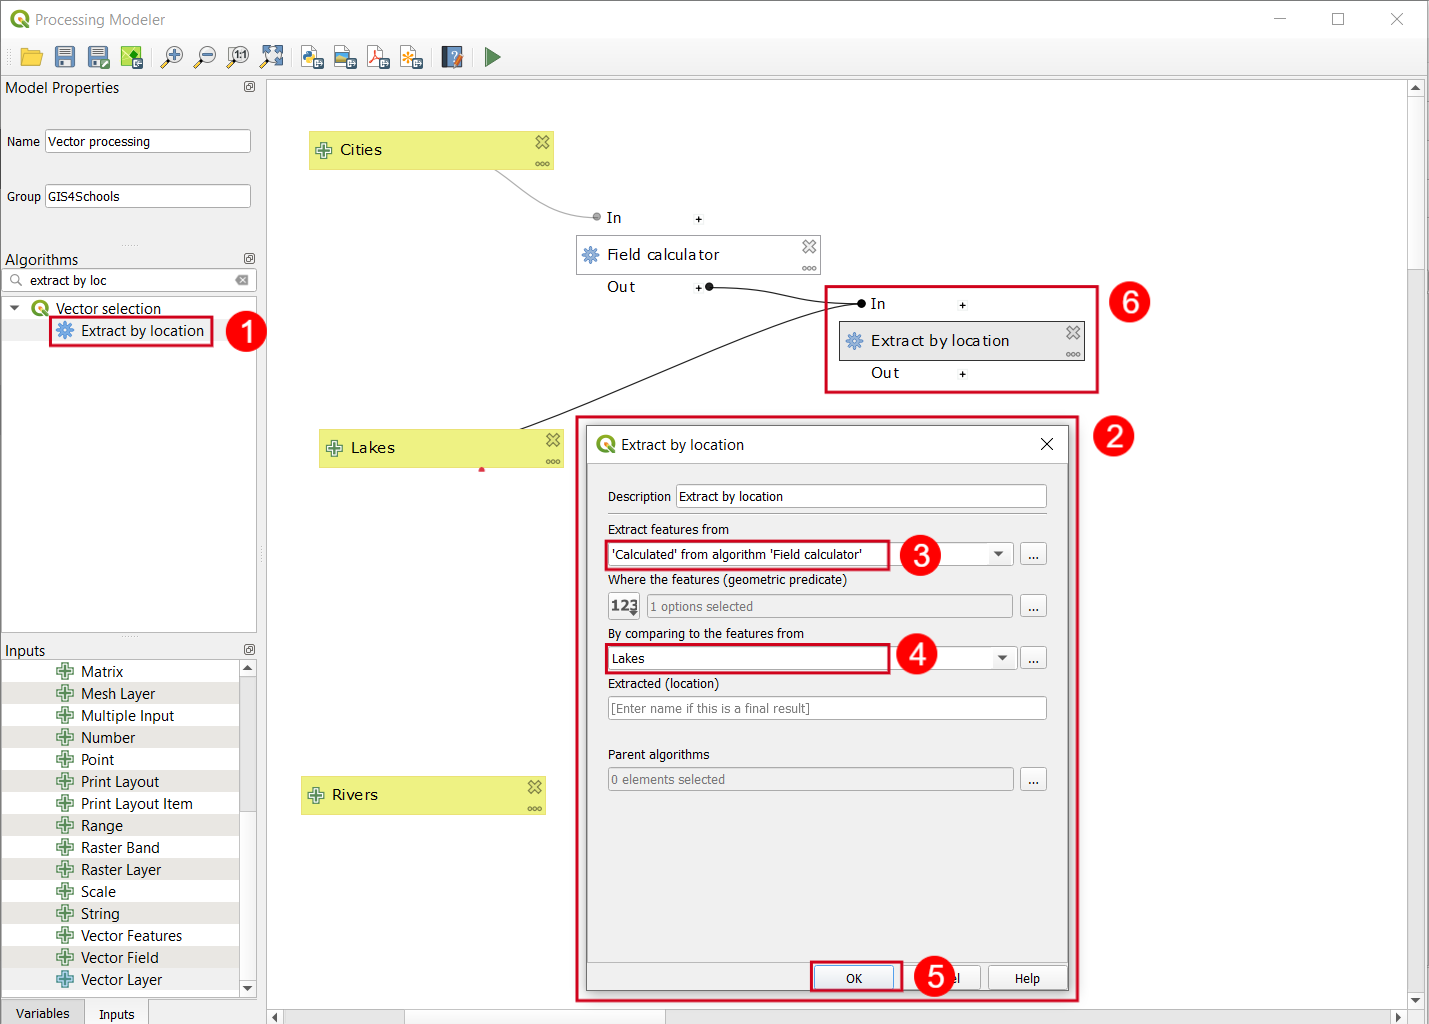 Processing Modeler
1:1
Model Properties
Name Vector processing
Group GIS4Schools
Algorithms
extract by loc
Vector selection
Extract by location
1
Inputs
Matrix
Mesh Layer
Multiple Input
Number
Point
Print Layout
Print Layout Item
Range
Raster Band
Raster Layer
Scale
String
Vector Features
Vector Field
Vector Layer
Variables Inputs
Cities
In +
Field calculator
Out +
In +
Extract by location
Out +
6
Lakes
Rivers
2
Extract by location
Description Extract by location
Extract features from
'Calculated' from algorithm 'Field calculator'
3
...
Where the features (geometric predicate)
123 1 options selected ...
By comparing to the features from
Lakes
4
...
Extracted (location)
[Enter name if this is a final result]
Parent algorithms
0 elements selected ...
OK
5
el
Help